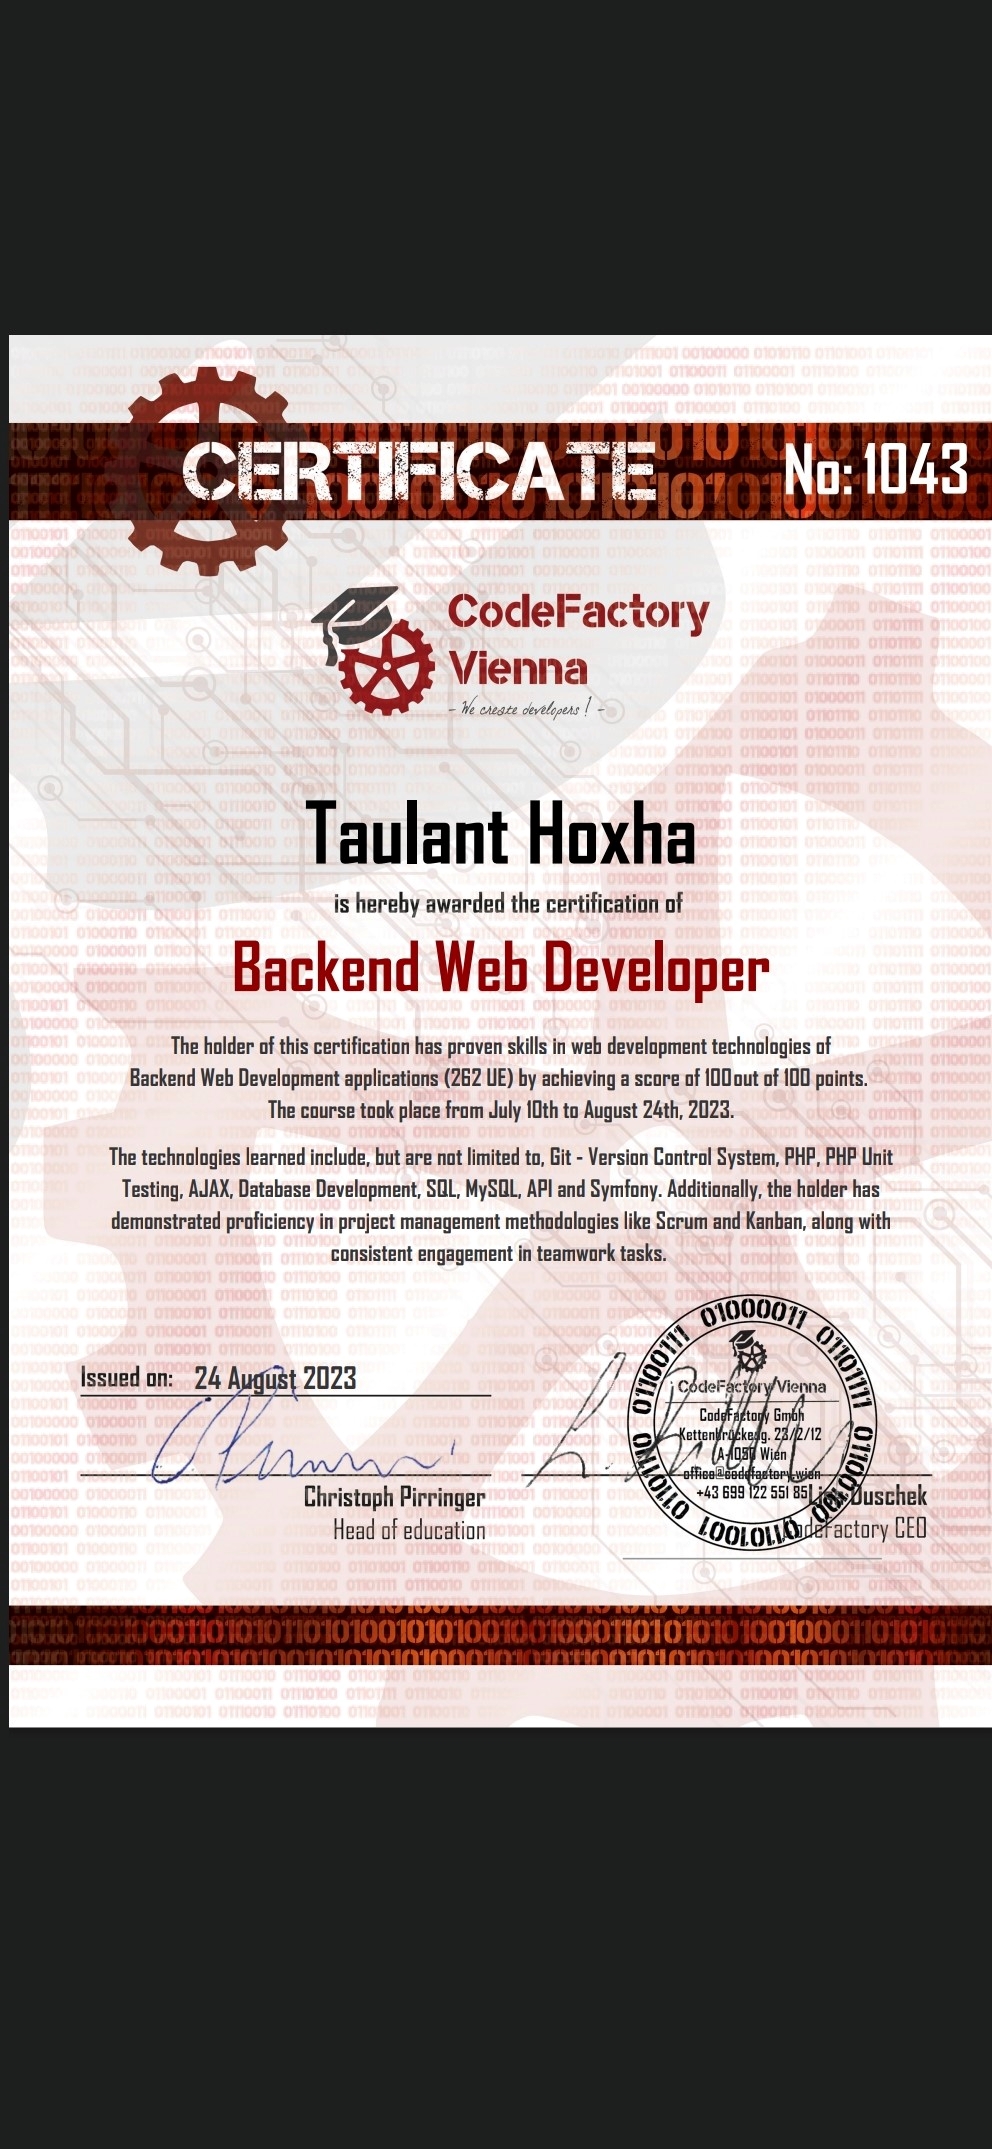 CERTIFICATE No: 1043
CodeFactory
Vienna
- We create developers! -
Taulant Hoxha
is hereby awarded the certification of
Backend Web Developer
The holder of this certification has proven skills in web development technologies of
Backend Web Development applications (262 UE) by achieving a score of 100 out of 100 points.
The course took place from July 10th to August 24th, 2023.
The technologies learned include, but are not limited to, Git - Version Control System, PHP, PHP Unit
Testing, AJAX, Database Development, SQL, MySQL, API and Symfony. Additionally, the holder has
demonstrated proficiency in project management methodologies like Scrum and Kanban, along with
consistent engagement in teamwork tasks.
Issued on: 24 August 2023
Christoph Pirringer
Head of education
01000011 01101111 01100111
CodeFactory Vienna
CodeFactory Gmbh
Kettenbrückeng. 23/2/12
A-1050 Wien
office@codefactory.wien
+43 699 122 551 85
Duschek
CodeFactory CEO